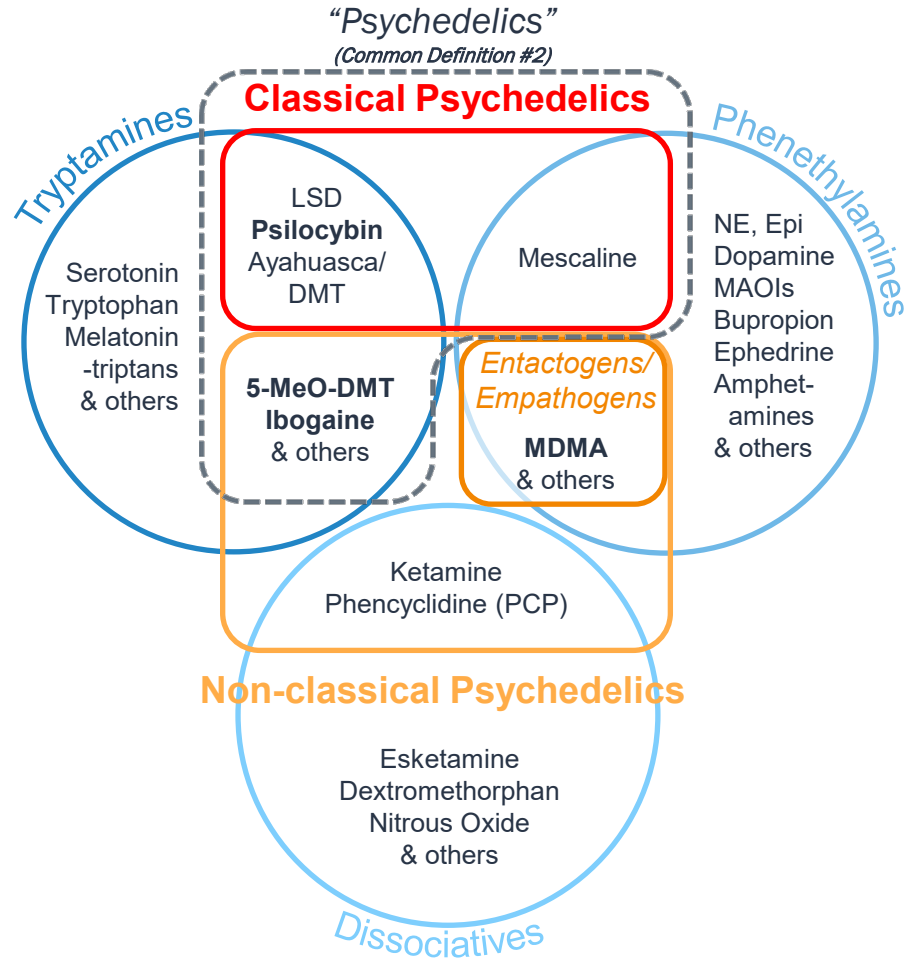 “Psychedelics”
(Common Definition #2)
Classical Psychedelics
Tryptamines
Phenethylamines
LSD
Psilocybin
Ayahuasca/
DMT
Mescaline
NE, Epi
Dopamine
MAOIs
Bupropion
Ephedrine
Amphet-
amines
& others
Serotonin
Tryptophan
Melatonin
-triptans
& others
5-MeO-DMT
Ibogaine
& others
Entactogens/
Empathogens
MDMA
& others
Ketamine
Phencyclidine (PCP)
Non-classical Psychedelics
Esketamine
Dextromethorphan
Nitrous Oxide
& others
Dissociatives